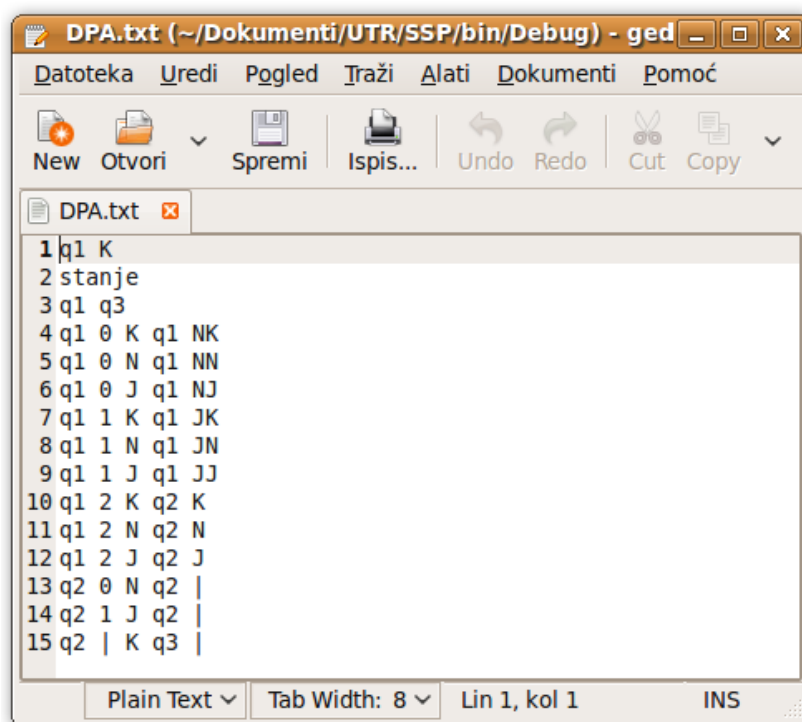 DPA.txt (~/Dokumenti/UTR/SSP/bin/Debug) - ged
Datoteka Uredi Pogled Traži Alati Dokumenti Pomoć
New Otvori Spremi Ispis... Undo Redo Cut Copy
DPA.txt
1 q1 K
2 stanje
3 q1 q3
4 q1 0 K q1 NK
5 q1 0 N q1 NN
6 q1 0 J q1 NJ
7 q1 1 K q1 JK
8 q1 1 N q1 JN
9 q1 1 J q1 JJ
10 q1 2 K q2 K
11 q1 2 N q2 N
12 q1 2 J q2 J
13 q2 0 N q2 |
14 q2 1 J q2 |
15 q2 | K q3 |
Plain Text Tab Width: 8 Lin 1, kol 1 INS